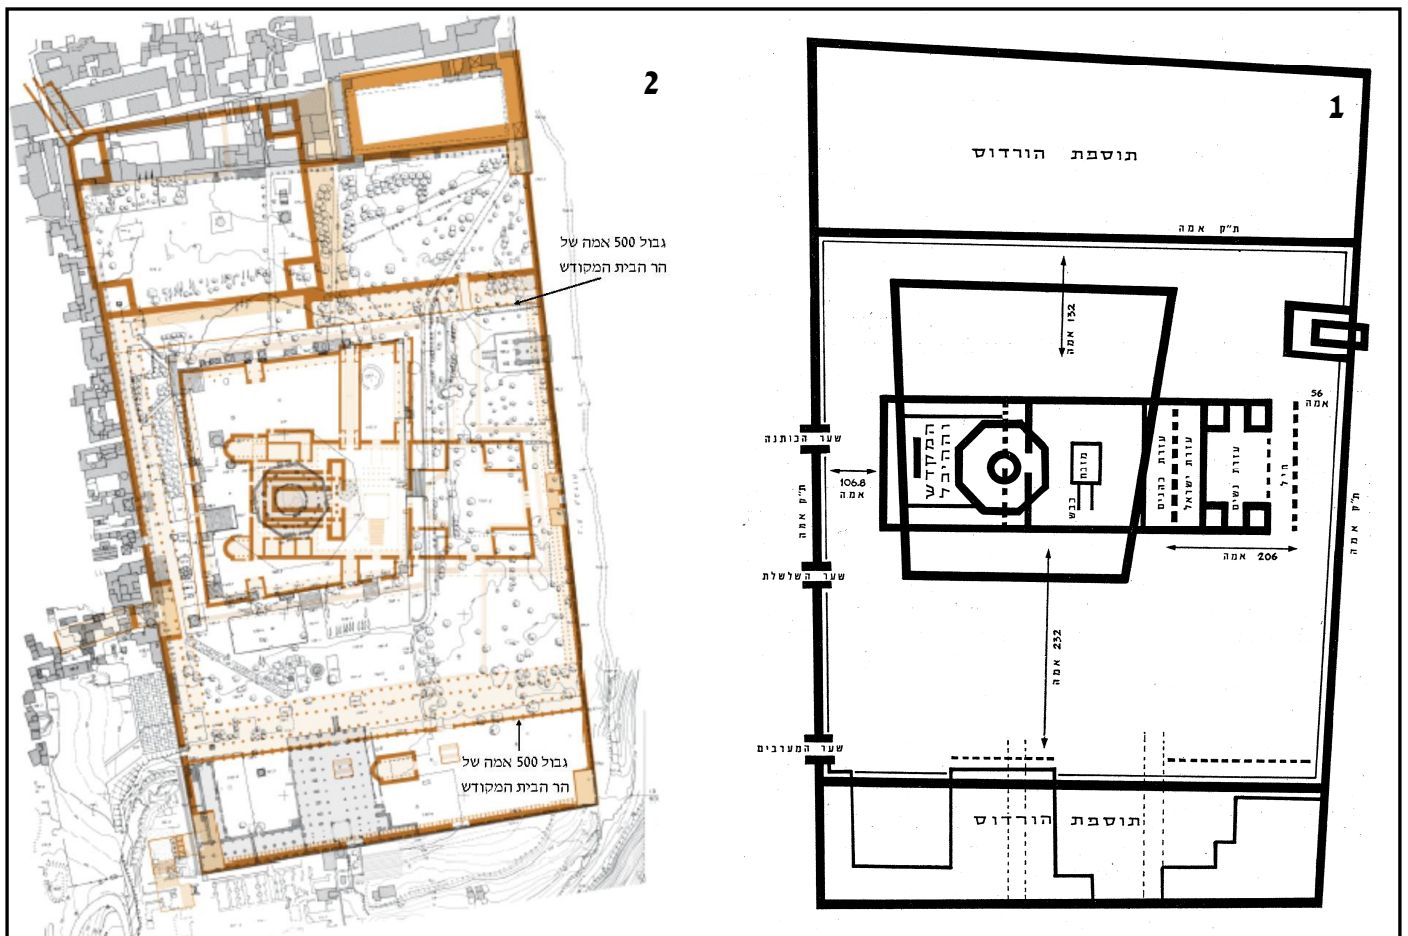 2
גבול 500 אמה של
הר הבית המקודש
גבול 500 אמה של
הר הבית המקודש
1
תוספת הורדוס
ת״ק אמה
132 אמה
56
אמה
שער הכותנה
106.8
אמה
ת״ק אמה
המקדש
וההיכל
מזבח
כבש
עזרת כהנים
עזרת ישראל
עזרת נשים
חיל
ת״ק אמה
206 אמה
שער השלשלת
232 אמה
שער המערבים
תוספת הורדוס